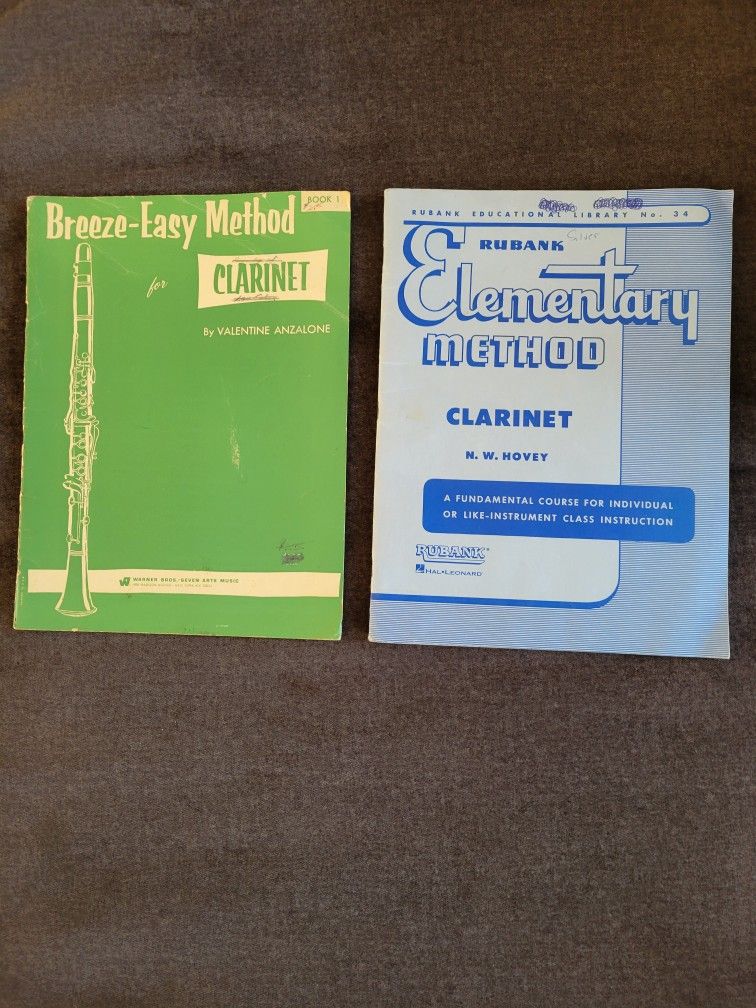 BOOK 1
Breeze-Easy Method
for
CLARINET
By VALENTINE ANZALONE
WARNER BROS.-SEVEN ARTS MUSIC
RUBANK EDUCATIONAL LIBRARY No. 34
Silver
RUBANK
Elementary
METHOD
CLARINET
N. W. HOVEY
A FUNDAMENTAL COURSE FOR INDIVIDUAL
OR LIKE-INSTRUMENT CLASS INSTRUCTION
RUBANK®
HAL•LEONARD®